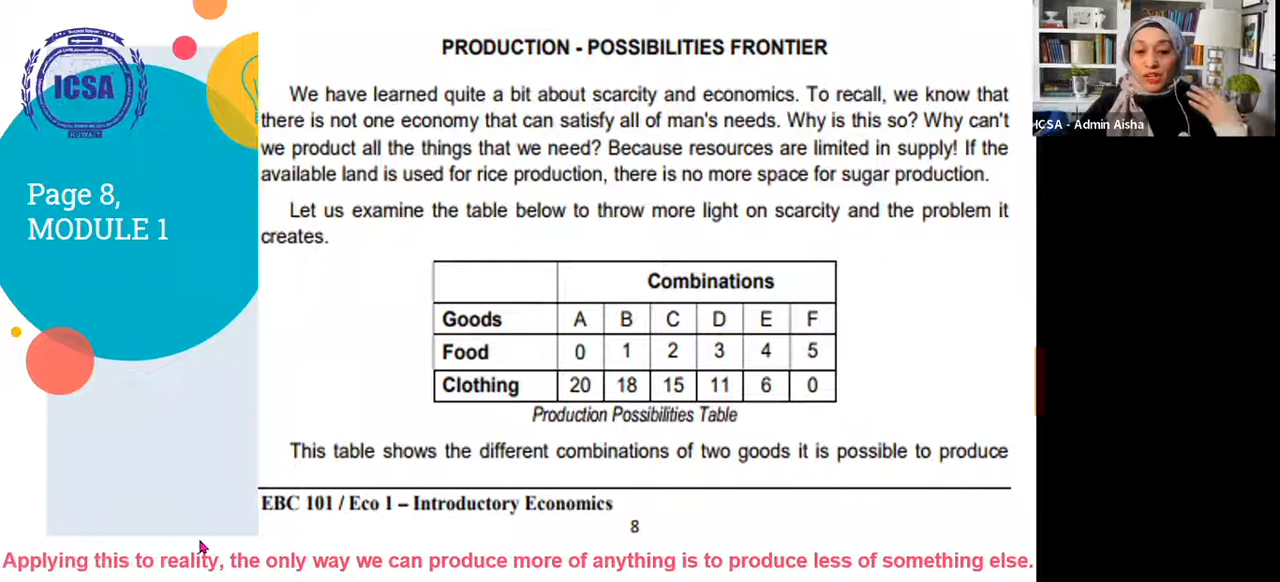 ICSA
KUWAIT
Page 8,
MODULE 1
PRODUCTION - POSSIBILITIES FRONTIER
We have learned quite a bit about scarcity and economics. To recall, we know that
there is not one economy that can satisfy all of man's needs. Why is this so? Why can't
we product all the things that we need? Because resources are limited in supply! If the
available land is used for rice production, there is no more space for sugar production.
Let us examine the table below to throw more light on scarcity and the problem it
creates.
Combinations
Goods A B C D E F
Food 0 1 2 3 4 5
Clothing 20 18 15 11 6 0
Production Possibilities Table
This table shows the different combinations of two goods it is possible to produce
EBC 101 / Eco 1 – Introductory Economics
8
Applying this to reality, the only way we can produce more of anything is to produce less of something else.
ICSA - Admin Aisha